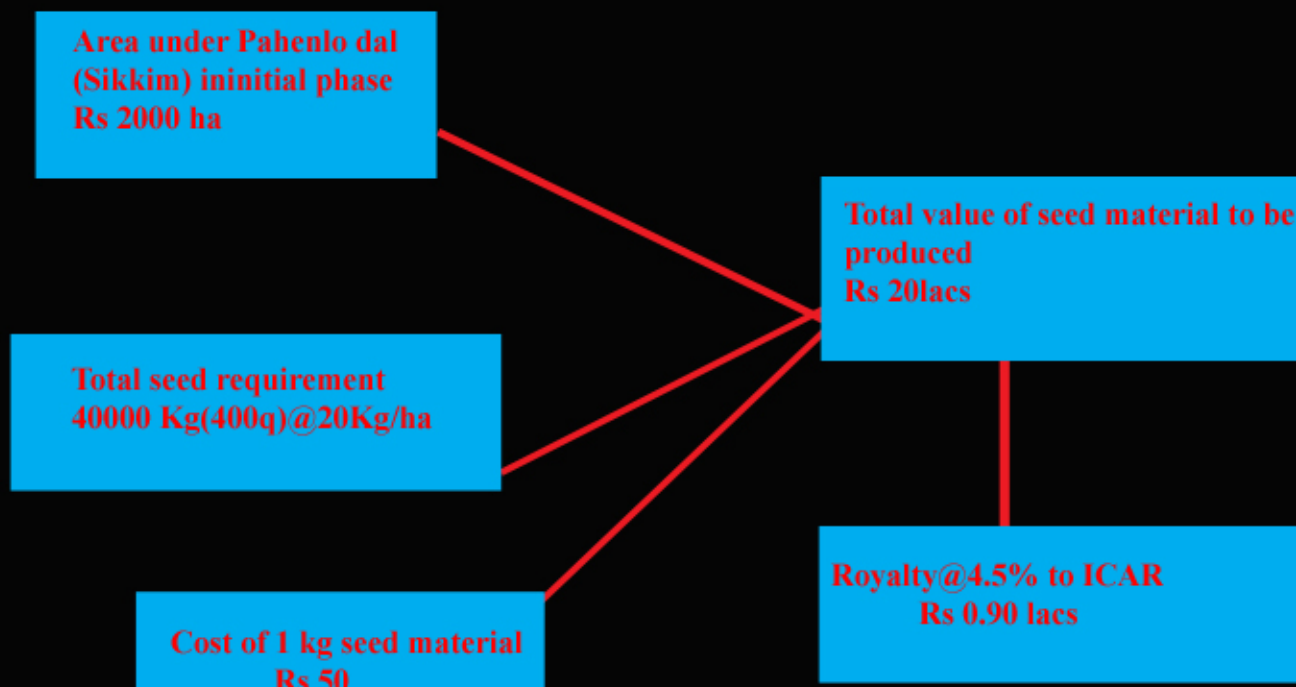 Area under Pahenlo dal
(Sikkim) ininitial phase
Rs 2000 ha
Total value of seed material to be
produced
Rs 20lacs
Total seed requirement
40000 Kg(400q)@20Kg/ha
Royalty@4.5% to ICAR
Rs 0.90 lacs
Cost of 1 kg seed material
Rs 50